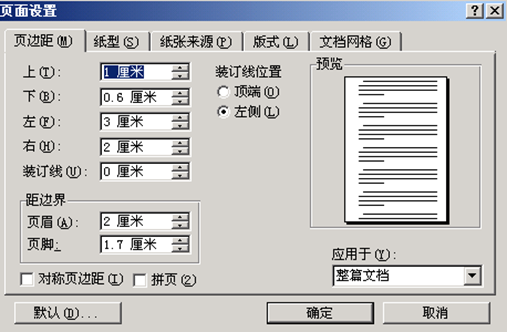 页面设置
页边距(M) 纸型(S) 纸张来源(P) 版式(L) 文档网格(G)
上(T): 1 厘米
下(B): 0.6 厘米
左(F): 3 厘米
右(H): 2 厘米
装订线(U): 0 厘米
装订线位置
顶端(O)
左侧(L)
预览
距边界
页眉(A): 2 厘米
页脚: 1.7 厘米
对称页边距(I) 拼页(2)
应用于(Y):
整篇文档
默认(D)... 确定 取消